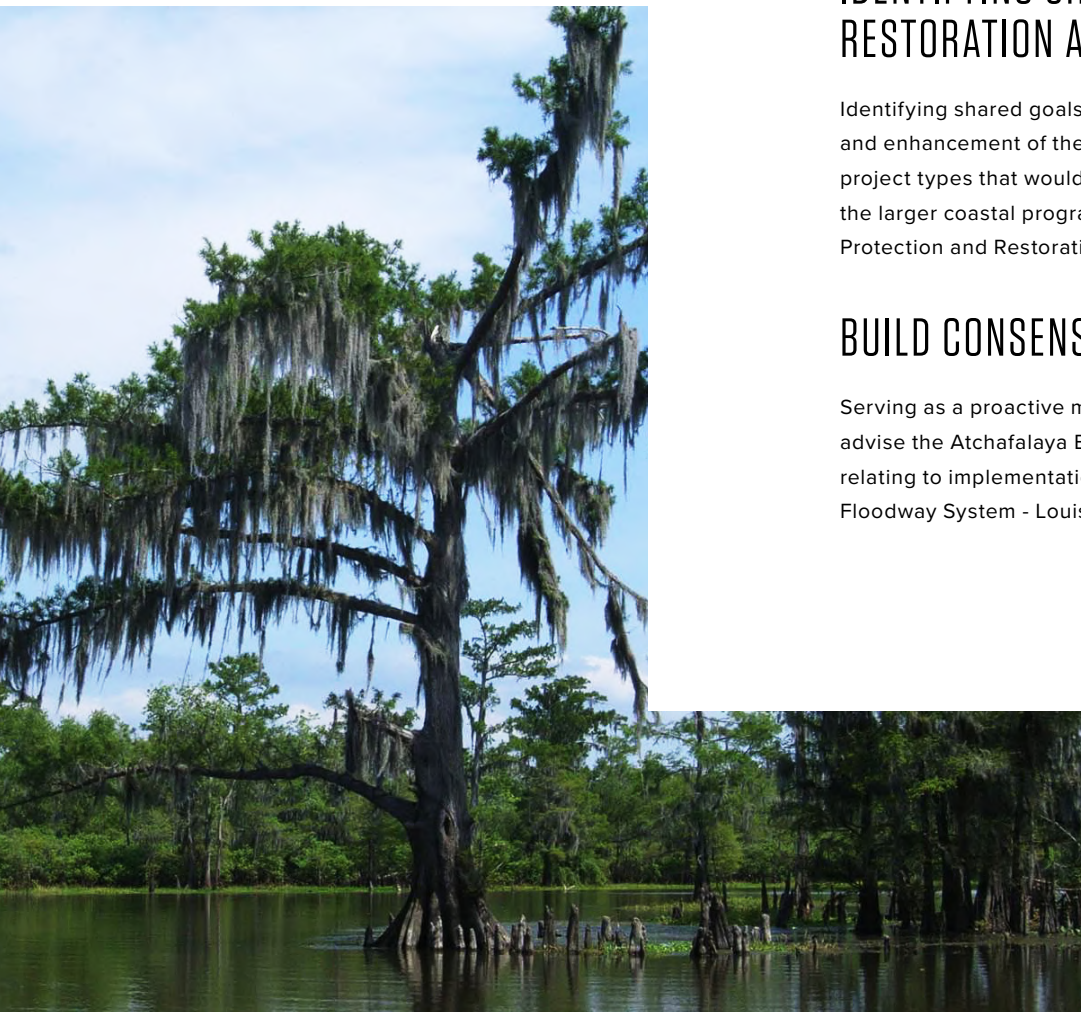 RESTORATION A
Identifying shared goals
and enhancement of the
project types that would
the larger coastal progra
Protection and Restorati
BUILD CONSENS
Serving as a proactive m
advise the Atchafalaya B
relating to implementati
Floodway System - Louis